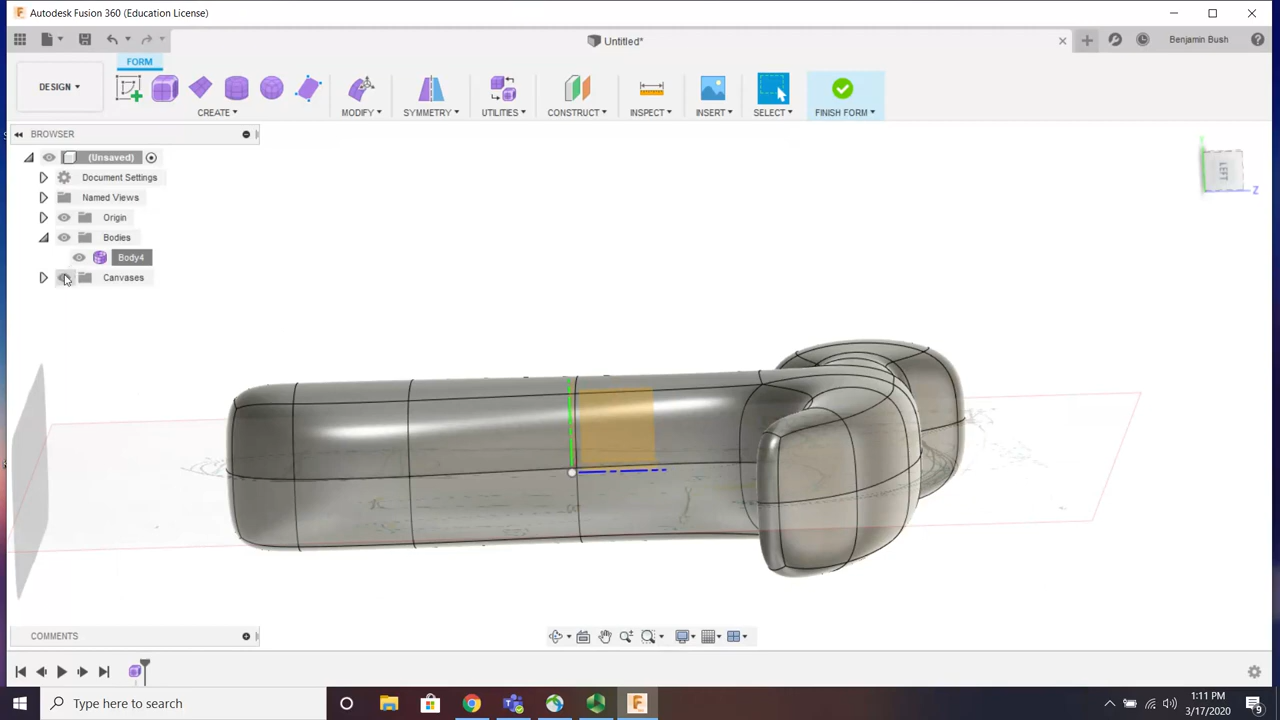 Autodesk Fusion 360 (Education License)
Untitled*
Benjamin Bush
FORM
DESIGN
CREATE
MODIFY
SYMMETRY
UTILITIES
CONSTRUCT
INSPECT
INSERT
SELECT
FINISH FORM
BROWSER
(Unsaved)
Document Settings
Named Views
Origin
Bodies
Body4
Canvases
LEFT
Z
COMMENTS
Type here to search
1:11 PM
3/17/2020